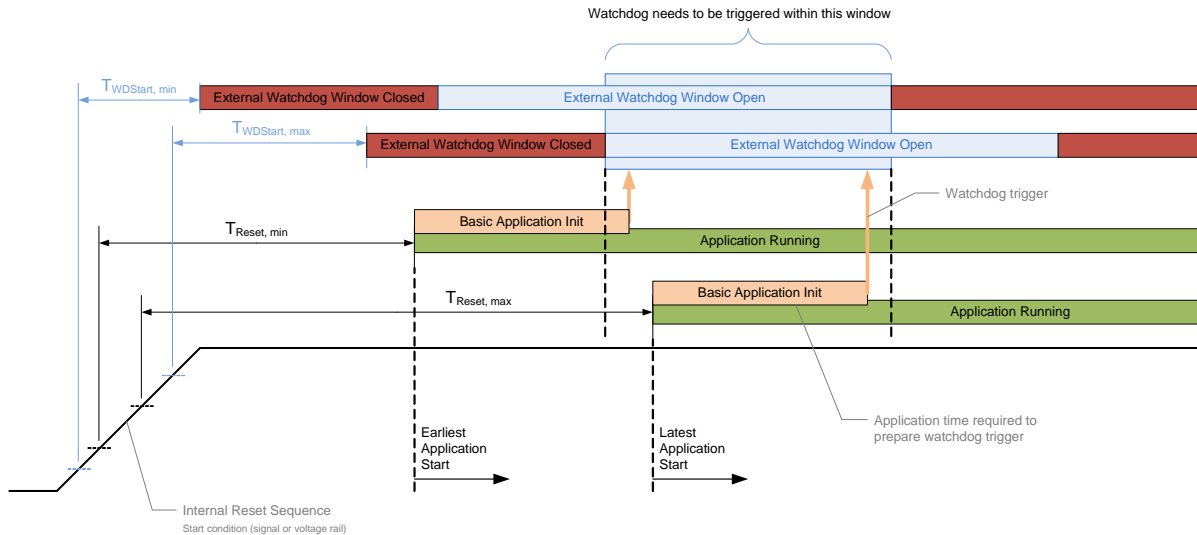 Watchdog needs to be triggered within this window
TWDStart, min
External Watchdog Window Closed
External Watchdog Window Open
TWDStart, max
External Watchdog Window Closed
External Watchdog Window Open
Watchdog trigger
Basic Application Init
TReset, min
Application Running
Basic Application Init
TReset, max
Application Running
Earliest
Application
Start
Latest
Application
Start
Application time required to
prepare watchdog trigger
Internal Reset Sequence
Start condition (signal or voltage rail)